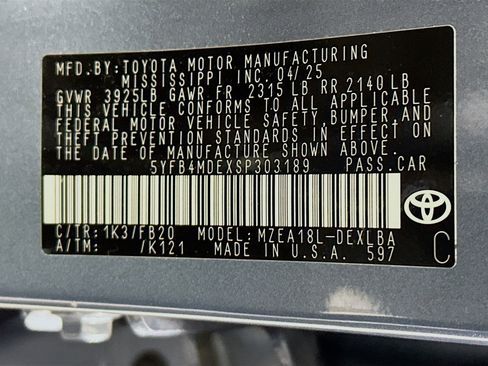 MFD.BY:TOYOTA MOTOR MANUFACTURING
MISSISSIPPI INC. 04/25
GVWR 3925LB GAWR FR 2315 LB RR 2140 LB
THIS VEHICLE CONFORMS TO ALL APPLICABLE
FEDERAL MOTOR VEHICLE SAFETY,BUMPER,AND
THEFT PREVENTION STANDARDS IN EFFECT ON
THE DATE OF MANUFACTURE SHOWN ABOVE.
5YFB4MDEXSP303189 PASS.CAR
C/TR:1K3/FB20 MODEL:MZEA18L-DEXLBA
A/TM: /K121 MADE IN U.S.A. 597 C